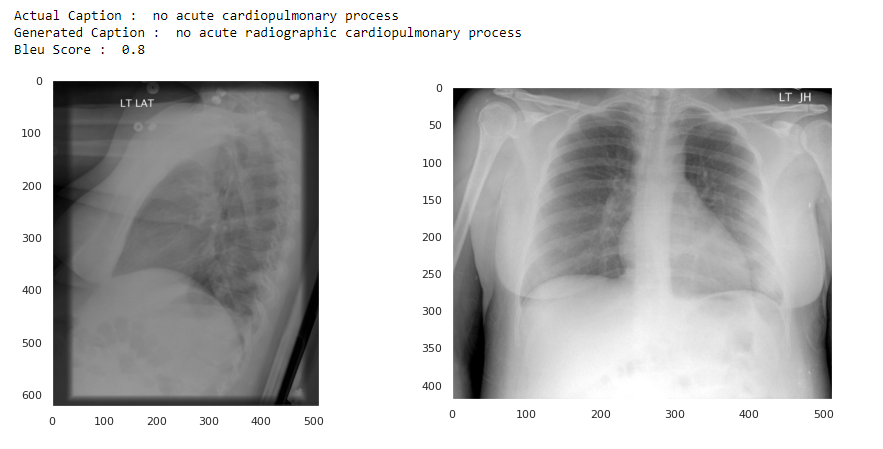 Actual Caption :  no acute cardiopulmonary process
Generated Caption :  no acute radiographic cardiopulmonary process
Bleu Score :  0.8
0
100
200
300
400
500
600
0 100 200 300 400 500
LT LAT
0
50
100
150
200
250
300
350
400
0 100 200 300 400 500
LT JH